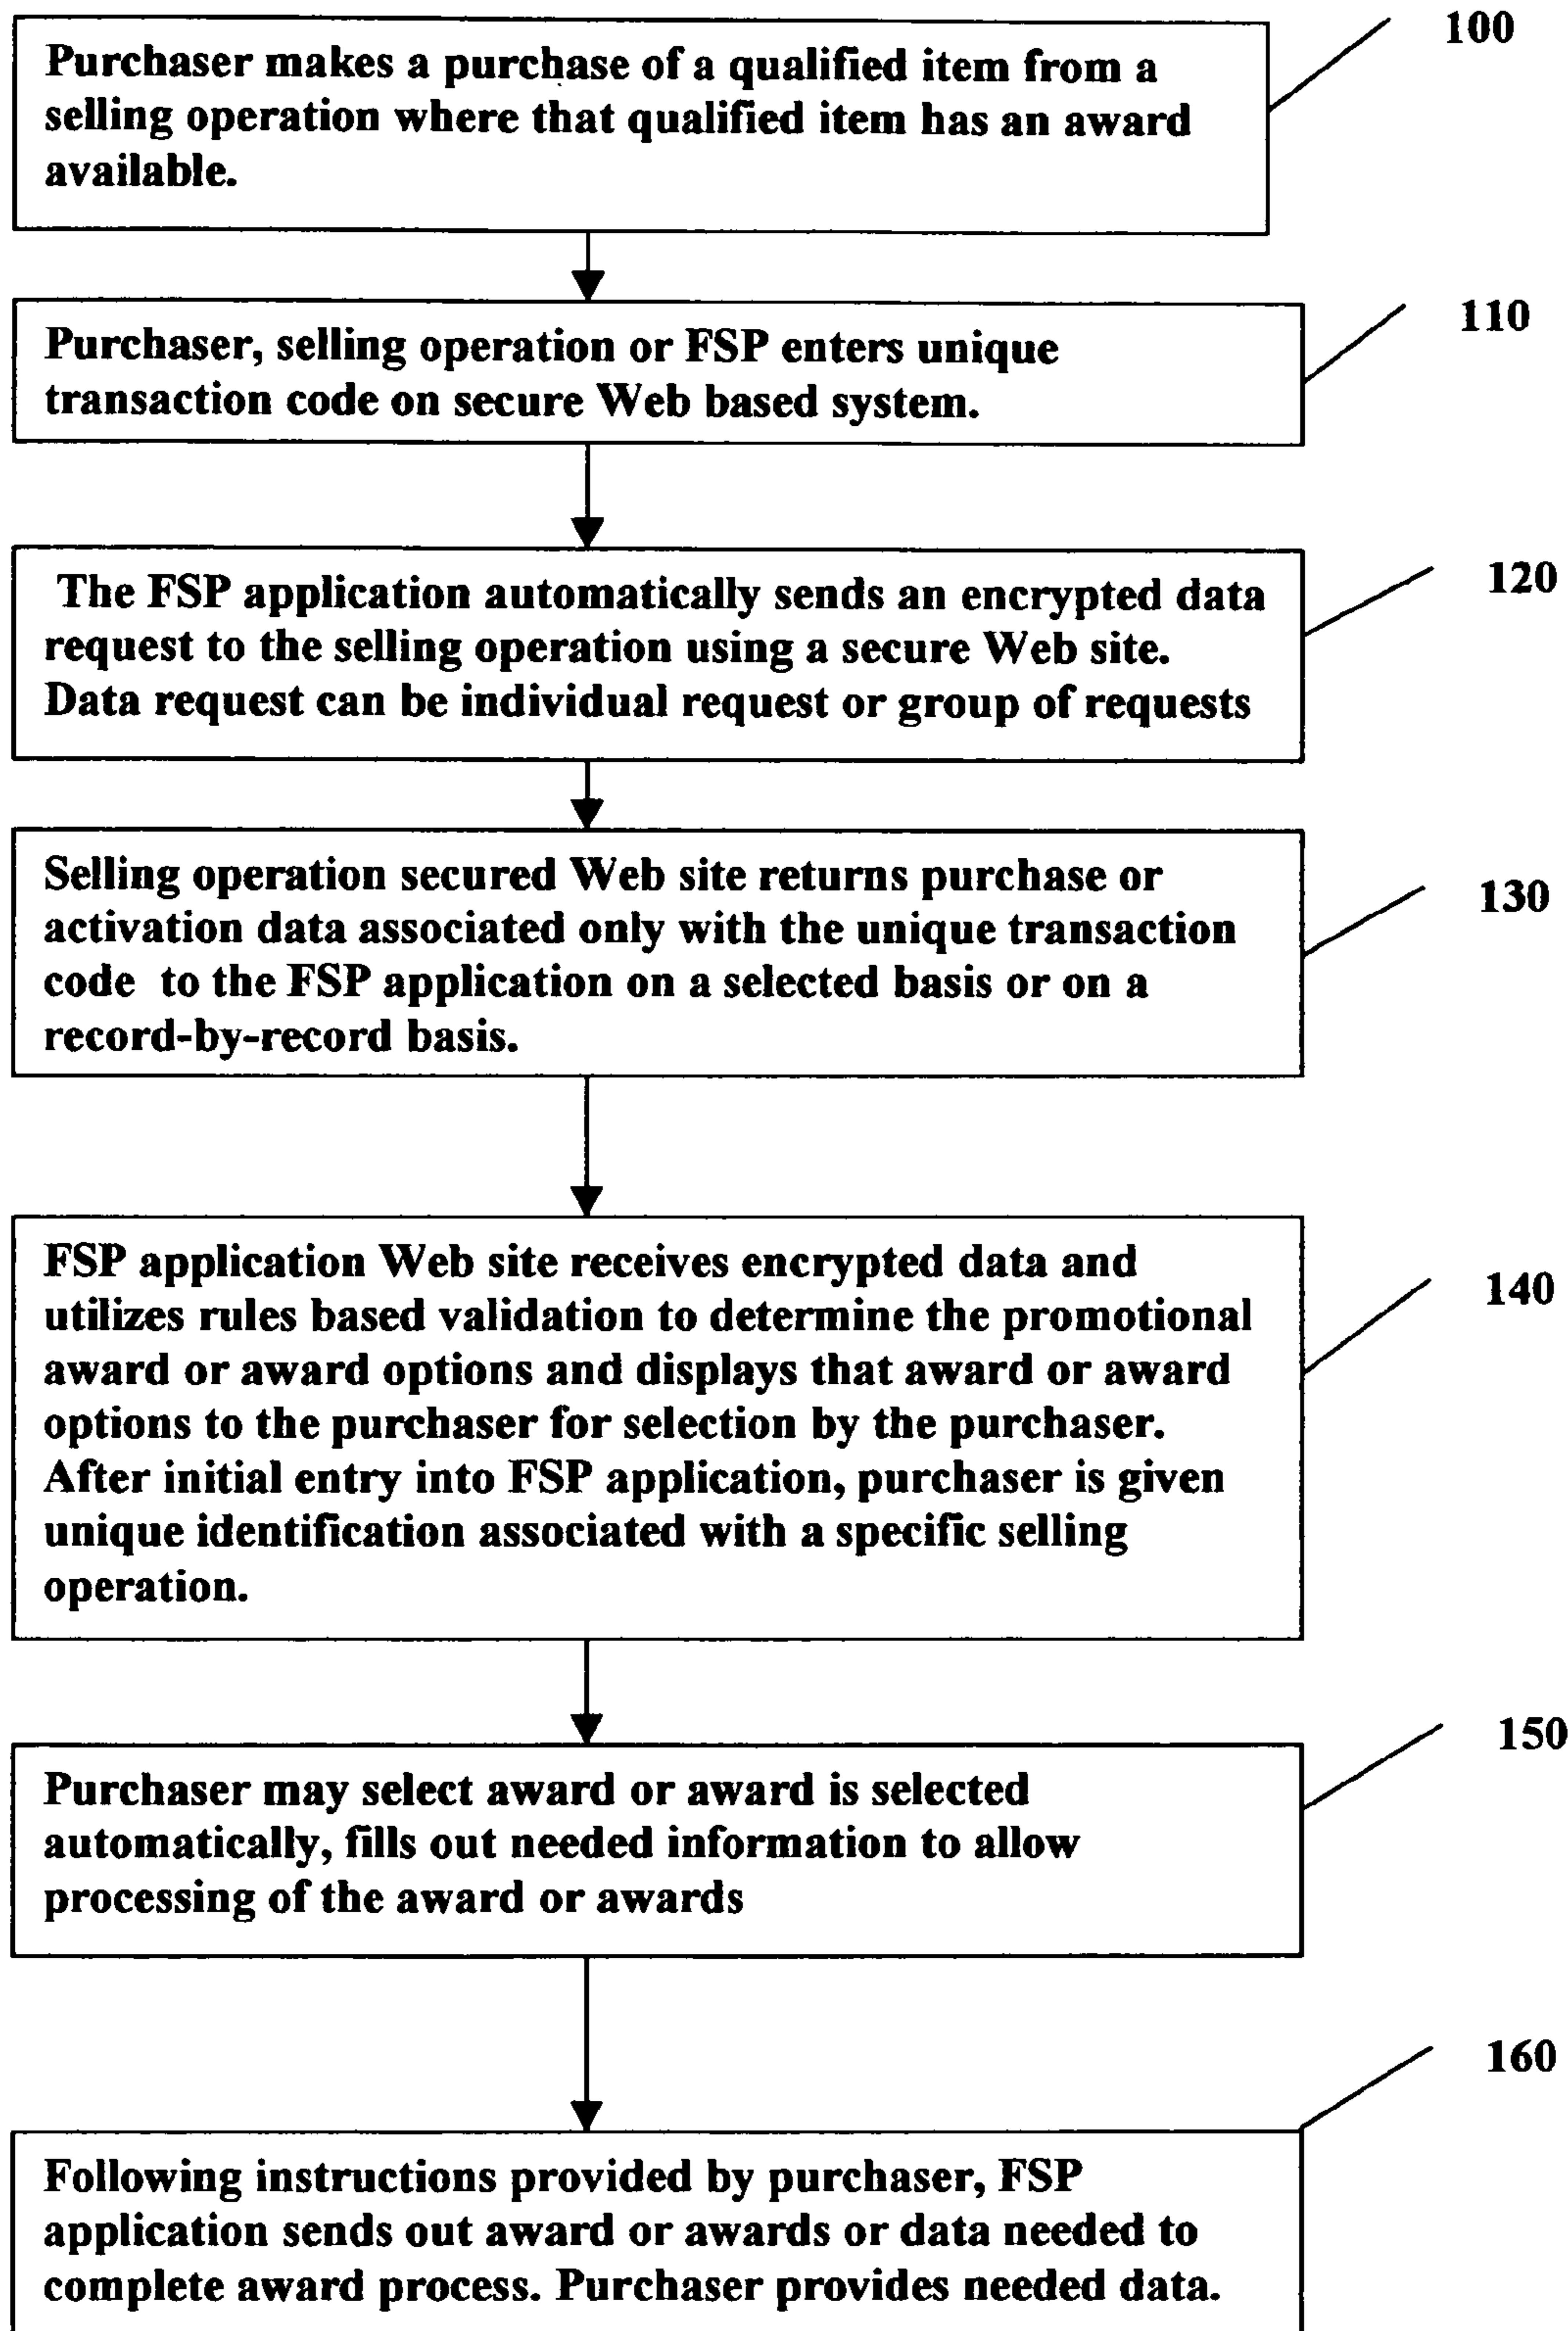 100
Purchaser makes a purchase of a qualified item from a
selling operation where that qualified item has an award
available.
110
Purchaser, selling operation or FSP enters unique
transaction code on secure Web based system.
120
The FSP application automatically sends an encrypted data
request to the selling operation using a secure Web site.
Data request can be individual request or group of requests
130
Selling operation secured Web site returns purchase or
activation data associated only with the unique transaction
code to the FSP application on a selected basis or on a
record-by-record basis.
140
FSP application Web site receives encrypted data and
utilizes rules based validation to determine the promotional
award or award options and displays that award or award
options to the purchaser for selection by the purchaser.
After initial entry into FSP application, purchaser is given
unique identification associated with a specific selling
operation.
150
Purchaser may select award or award is selected
automatically, fills out needed information to allow
processing of the award or awards
160
Following instructions provided by purchaser, FSP
application sends out award or awards or data needed to
complete award process. Purchaser provides needed data.